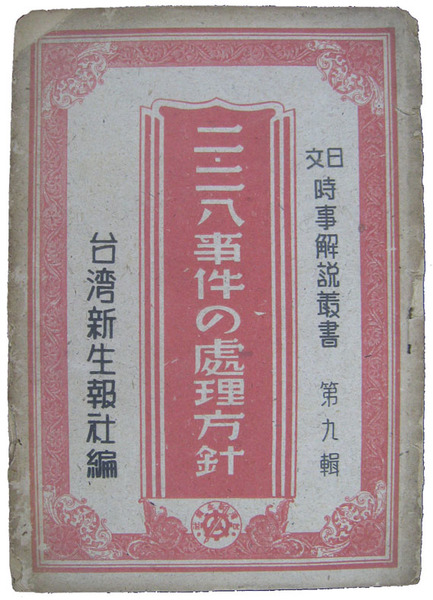 日文時事解説叢書 第九輯
二・二八事件の處理方針
台湾新生報社編